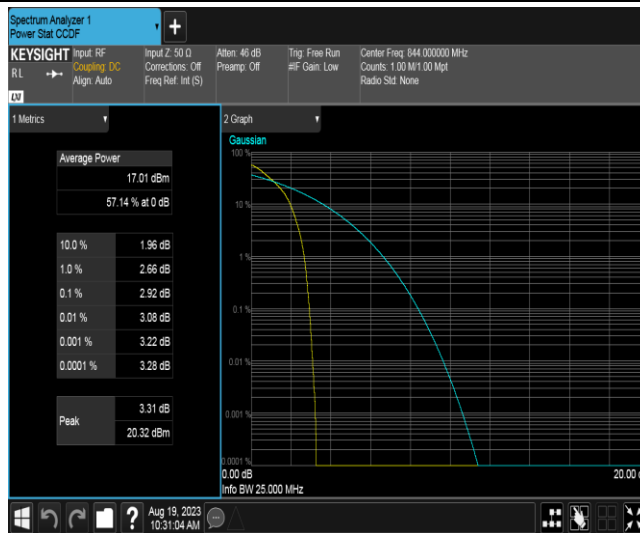 Spectrum Analyzer 1
Power Stat CCDF
+
KEYSIGHT
RL
Input: RF
Coupling: DC
Align: Auto
Input Z: 50 Ω
Corrections: Off
Freq Ref: Int (S)
Atten: 46 dB
Preamp: Off
Trig: Free Run
#IF Gain: Low
Center Freq: 844.000000 MHz
Counts: 1.00 M/1.00 Mpt
Radio Std: None
1 Metrics
Average Power
17.01 dBm
57.14 % at 0 dB
10.0 % 1.96 dB
1.0 % 2.66 dB
0.1 % 2.92 dB
0.01 % 3.08 dB
0.001 % 3.22 dB
0.0001 % 3.28 dB
Peak
3.31 dB
20.32 dBm
2 Graph
Gaussian
100 %
10 %
1 %
0.1 %
0.01 %
0.001 %
0.0001 %
0.00 dB
20.00
Info BW 25.000 MHz
?
Aug 19, 2023
10:31:04 AM